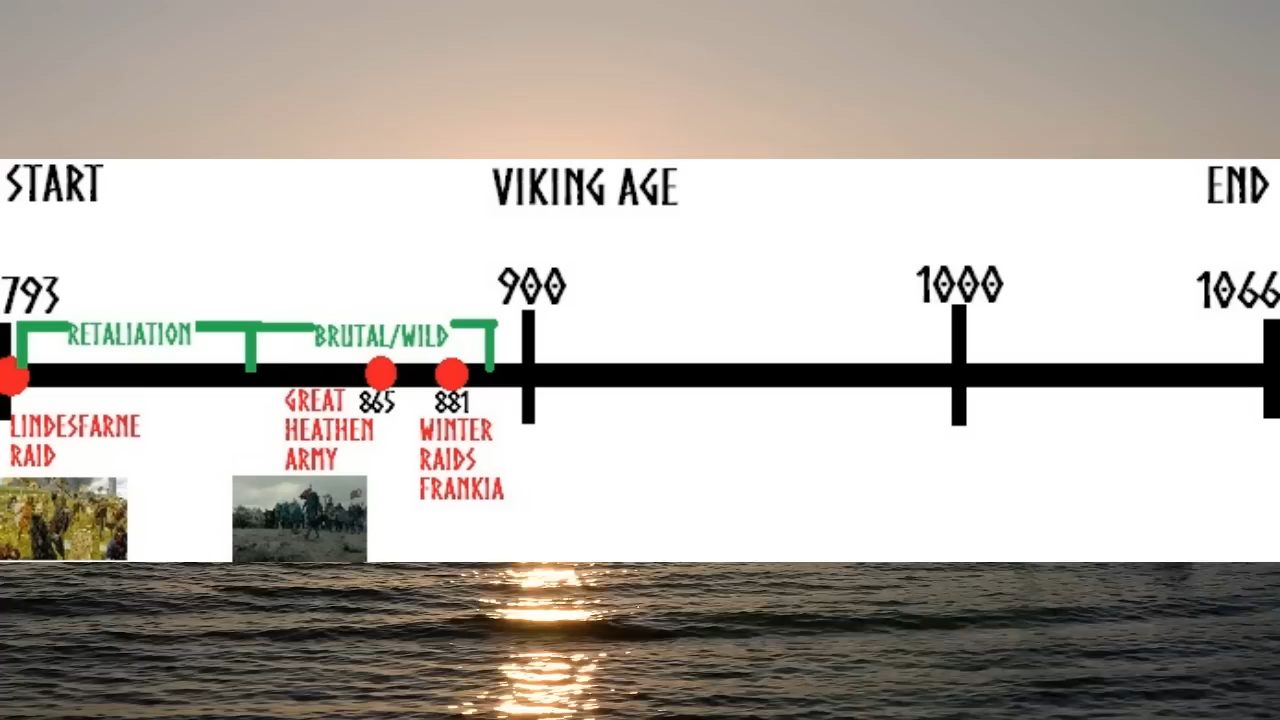 START
VIKING AGE
END
793
900
1000
1066
RETALIATION
BRUTAL/WILD
LINDESFARNE
RAID
GREAT
HEATHEN
ARMY
865
881
WINTER
RAIDS
FRANKIA